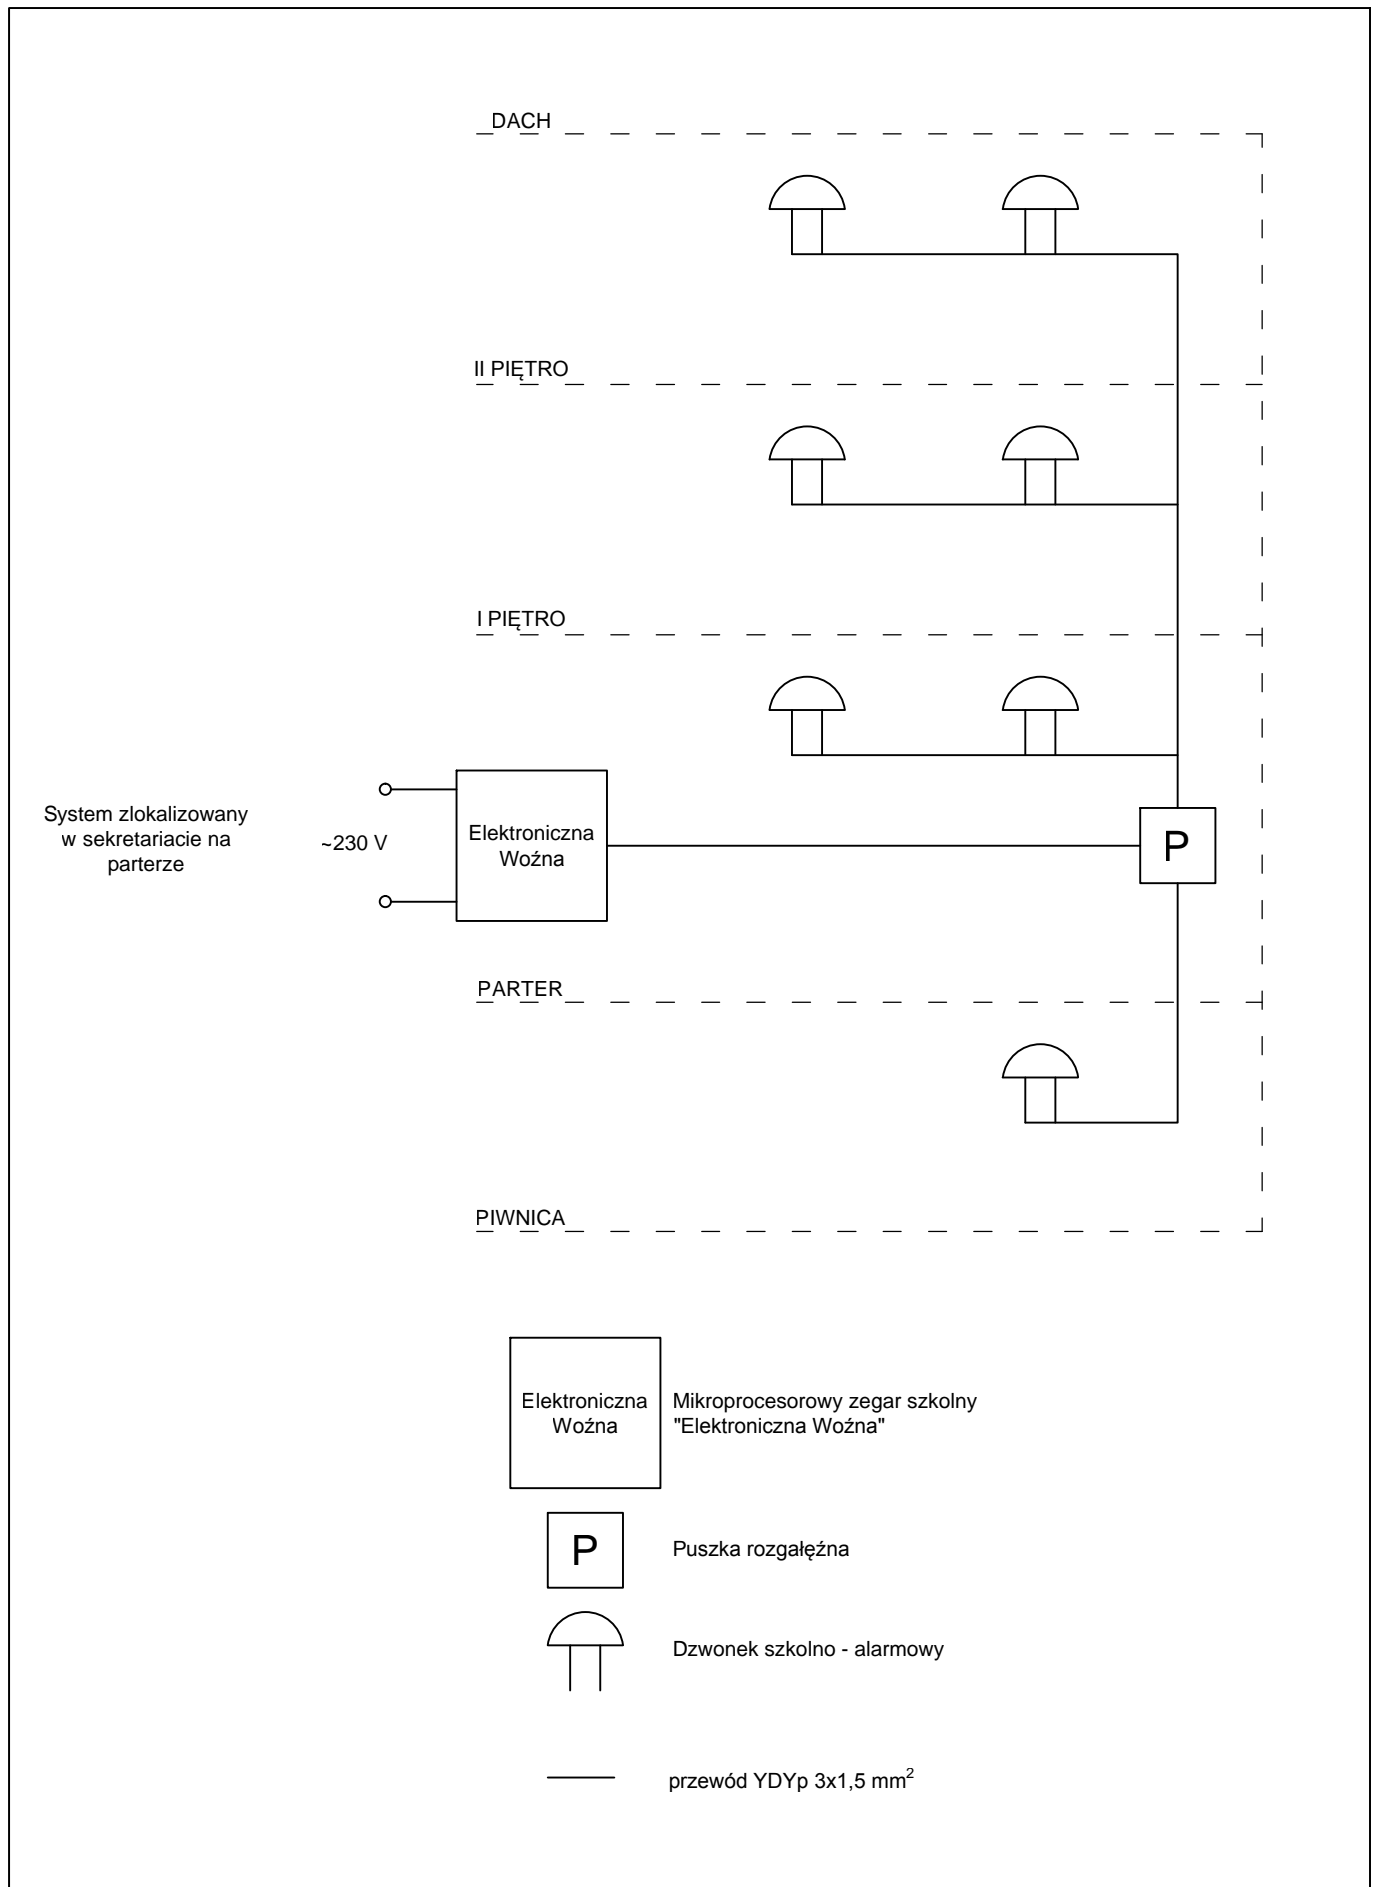 DACH
II PIĘTRO
I PIĘTRO
System zlokalizowany
w sekretariacie na
parterze
~230 V
Elektroniczna
Woźna
P
PARTER
PIWNICA
Elektroniczna
Woźna
Mikroprocesorowy zegar szkolny
"Elektroniczna Woźna"
P
Puszka rozgałęźna
Dzwonek szkolno - alarmowy
przewód YDYp 3x1,5 mm²